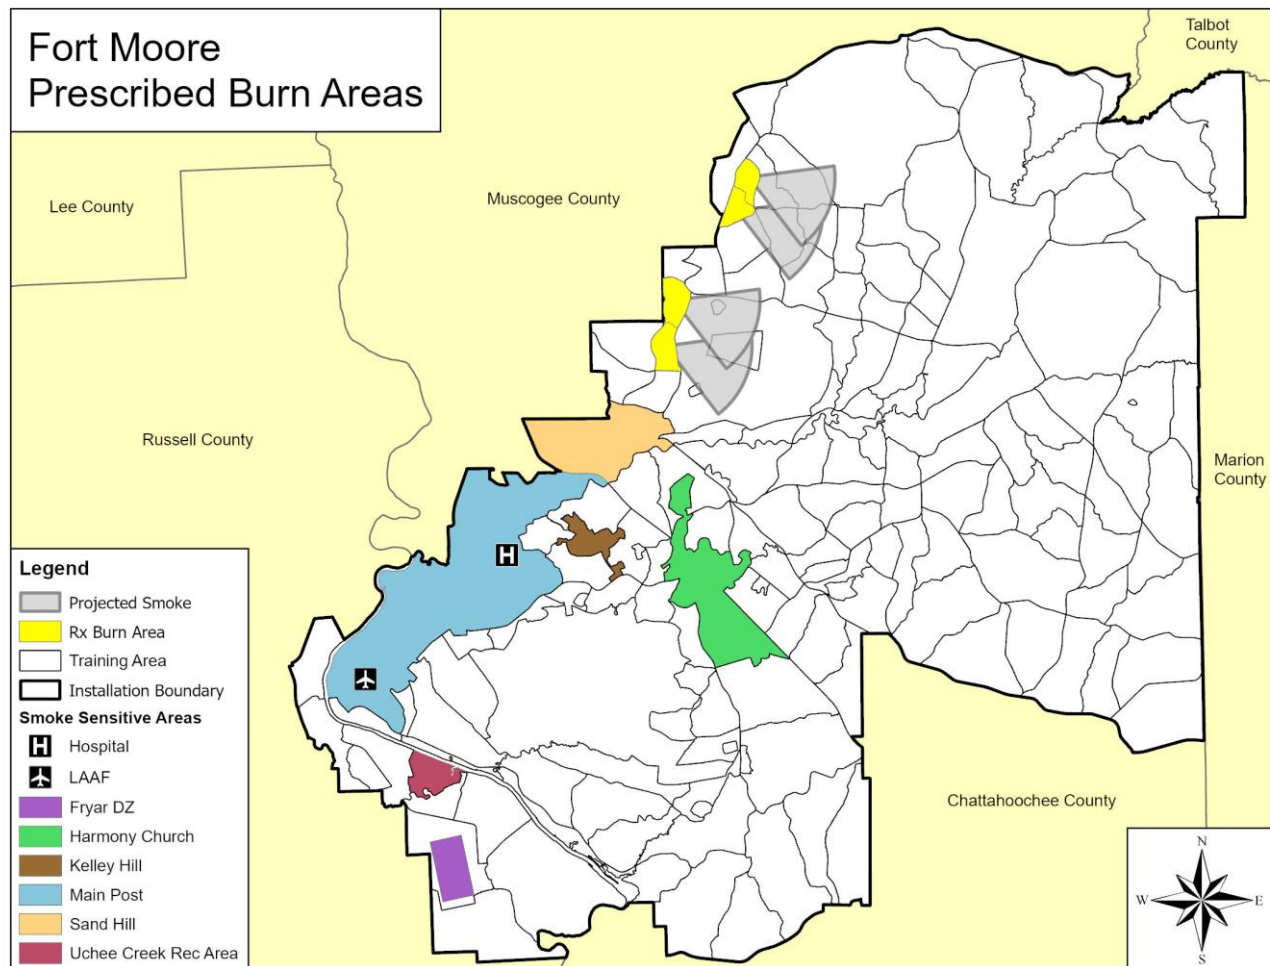 Fort Moore
Prescribed Burn Areas
Talbot
County
Lee County
Muscogee County
Russell County
Marion
County
Chattahoochee County
Legend
Projected Smoke
Rx Burn Area
Training Area
Installation Boundary
Smoke Sensitive Areas
H
Hospital
LAAF
Fryar DZ
Harmony Church
Kelley Hill
Main Post
Sand Hill
Uchee Creek Rec Area
H
N
W
E
S